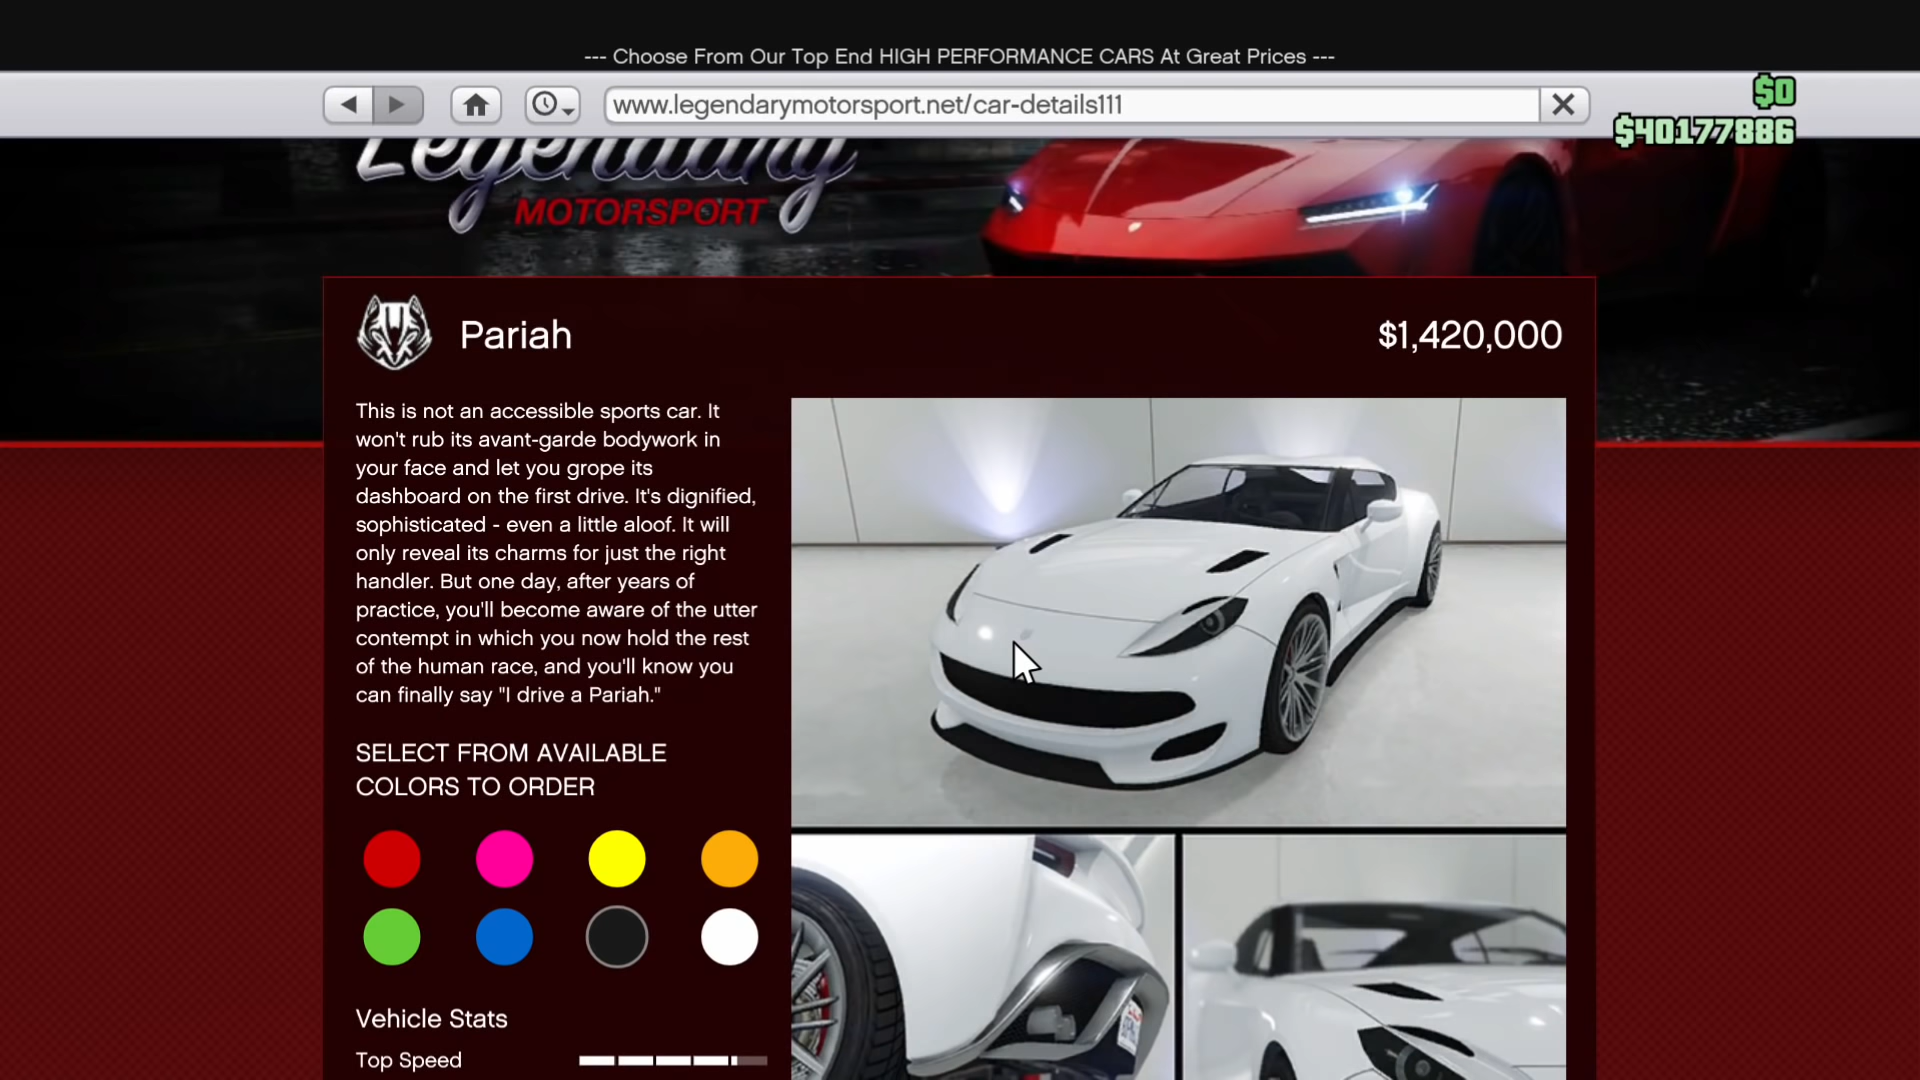 --- Choose From Our Top End HIGH PERFORMANCE CARS At Great Prices ---
www.legendarymotorsport.net/car-details111
$0
$40177886
Legendary
MOTORSPORT
Pariah
$1,420,000
This is not an accessible sports car. It
won't rub its avant-garde bodywork in
your face and let you grope its
dashboard on the first drive. It's dignified,
sophisticated - even a little aloof. It will
only reveal its charms for just the right
handler. But one day, after years of
practice, you'll become aware of the utter
contempt in which you now hold the rest
of the human race, and you'll know you
can finally say "I drive a Pariah."
SELECT FROM AVAILABLE
COLORS TO ORDER
Vehicle Stats
Top Speed